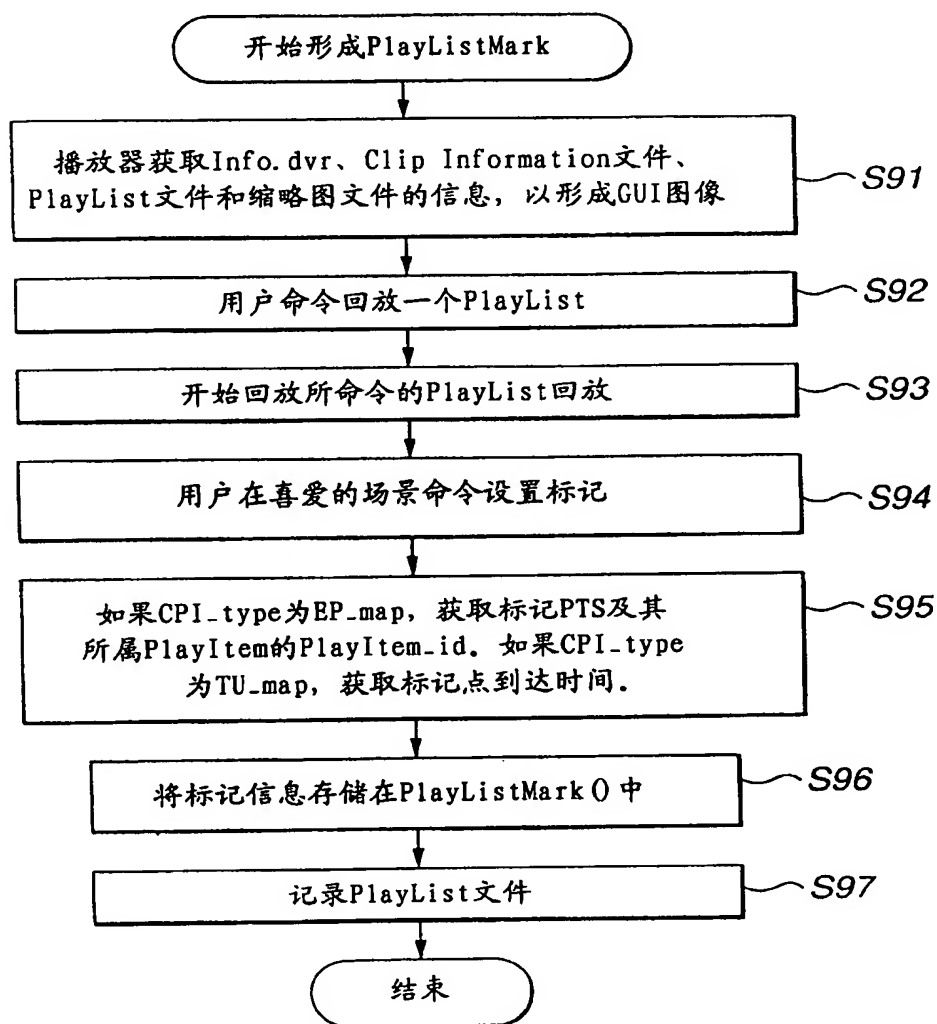 开始形成PlayListMark
播放器获取Info.dvr、Clip Information文件、
PlayList文件和缩略图文件的信息，以形成GUI图像
S91
用户命令回放一个PlayList
S92
开始回放所命令的PlayList回放
S93
用户在喜爱的场景命令设置标记
S94
如果CPI_type为EP_map，获取标记PTS及其
所属PlayItem的PlayItem_id。如果CPI_type
为TU_map，获取标记点到达时间。
S95
将标记信息存储在PlayListMark()中
S96
记录PlayList文件
S97
结束